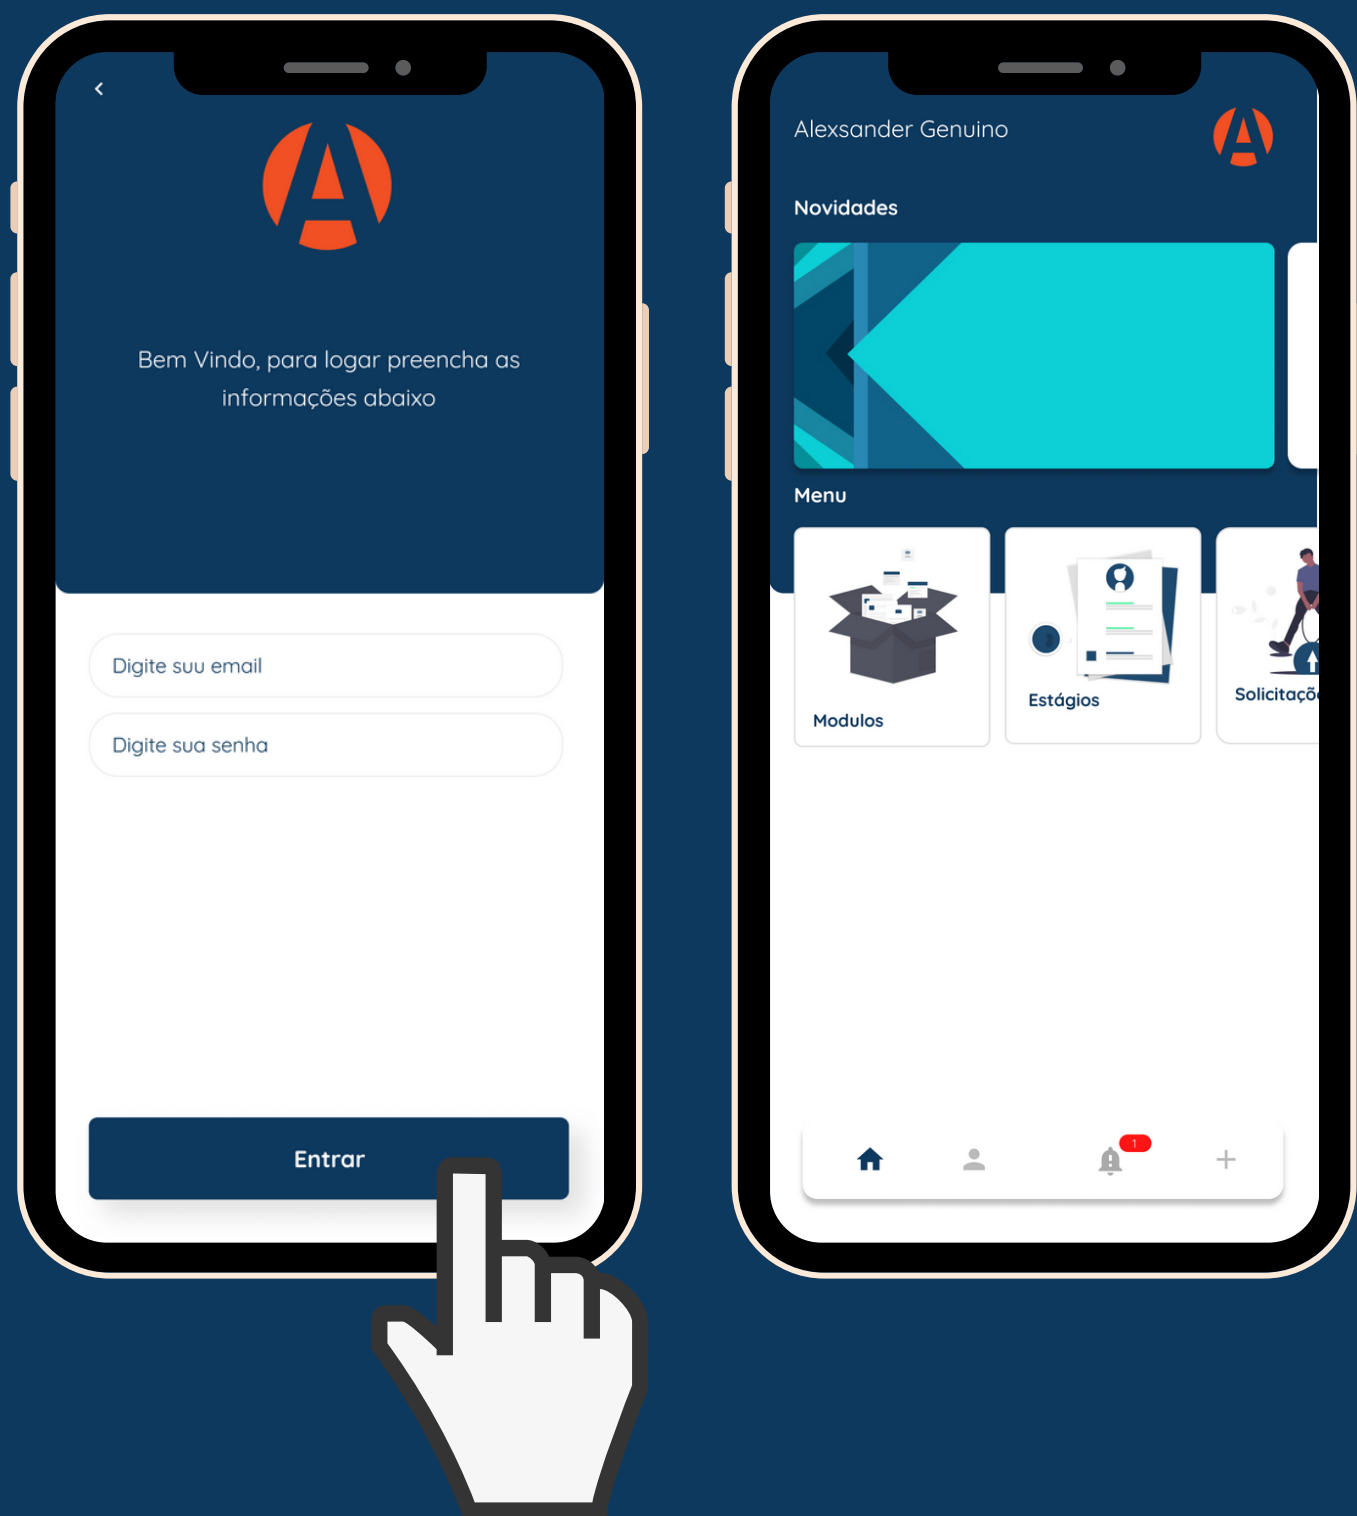 Bem Vindo, para logar preencha as
informações abaixo
Digite suu email
Digite sua senha
Entrar
Alexsander Genuino
Novidades
Menu
Modulos
Estágios
Solicitaçõ
1